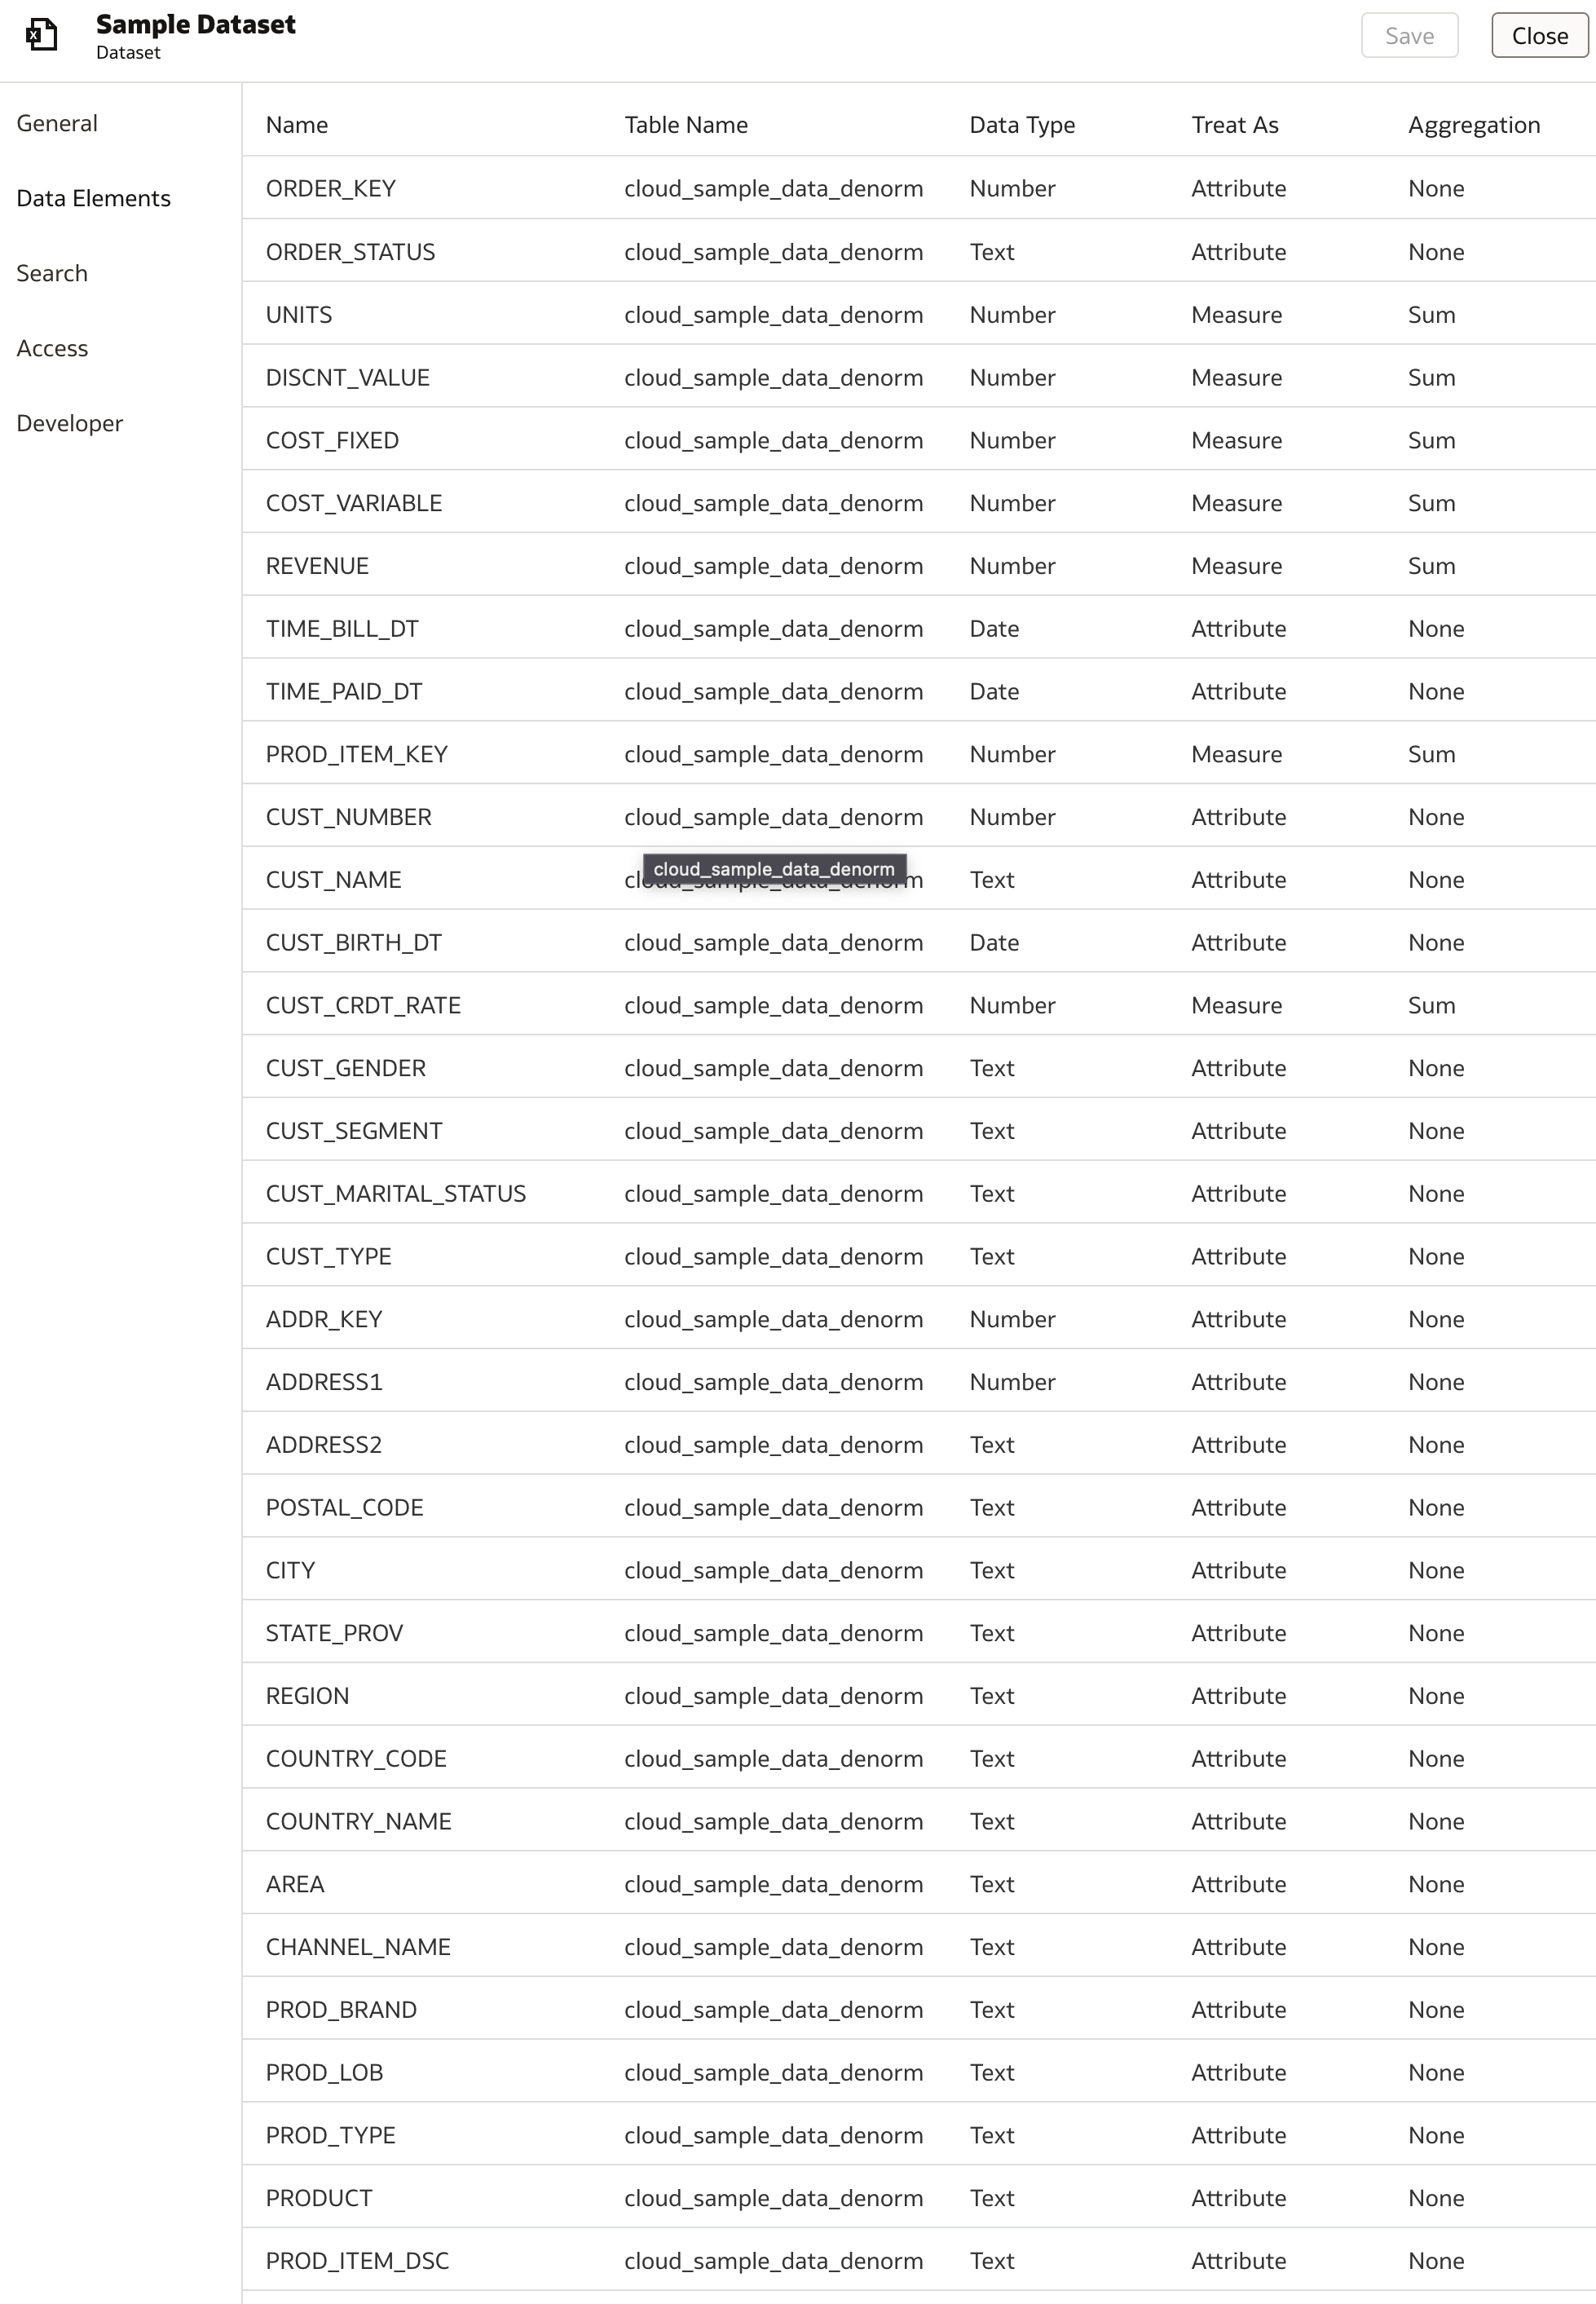 Sample Dataset
Dataset
Save
Close
General
Data Elements
Search
Access
Developer
Name Table Name Data Type Treat As Aggregation
ORDER_KEY cloud_sample_data_denorm Number Attribute None
ORDER_STATUS cloud_sample_data_denorm Text Attribute None
UNITS cloud_sample_data_denorm Number Measure Sum
DISCNT_VALUE cloud_sample_data_denorm Number Measure Sum
COST_FIXED cloud_sample_data_denorm Number Measure Sum
COST_VARIABLE cloud_sample_data_denorm Number Measure Sum
REVENUE cloud_sample_data_denorm Number Measure Sum
TIME_BILL_DT cloud_sample_data_denorm Date Attribute None
TIME_PAID_DT cloud_sample_data_denorm Date Attribute None
PROD_ITEM_KEY cloud_sample_data_denorm Number Measure Sum
CUST_NUMBER cloud_sample_data_denorm Number Attribute None
cloud_sample_data_denorm
CUST_NAME cloud_sample_data_denorm Text Attribute None
CUST_BIRTH_DT cloud_sample_data_denorm Date Attribute None
CUST_CRDT_RATE cloud_sample_data_denorm Number Measure Sum
CUST_GENDER cloud_sample_data_denorm Text Attribute None
CUST_SEGMENT cloud_sample_data_denorm Text Attribute None
CUST_MARITAL_STATUS cloud_sample_data_denorm Text Attribute None
CUST_TYPE cloud_sample_data_denorm Text Attribute None
ADDR_KEY cloud_sample_data_denorm Number Attribute None
ADDRESS1 cloud_sample_data_denorm Number Attribute None
ADDRESS2 cloud_sample_data_denorm Text Attribute None
POSTAL_CODE cloud_sample_data_denorm Text Attribute None
CITY cloud_sample_data_denorm Text Attribute None
STATE_PROV cloud_sample_data_denorm Text Attribute None
REGION cloud_sample_data_denorm Text Attribute None
COUNTRY_CODE cloud_sample_data_denorm Text Attribute None
COUNTRY_NAME cloud_sample_data_denorm Text Attribute None
AREA cloud_sample_data_denorm Text Attribute None
CHANNEL_NAME cloud_sample_data_denorm Text Attribute None
PROD_BRAND cloud_sample_data_denorm Text Attribute None
PROD_LOB cloud_sample_data_denorm Text Attribute None
PROD_TYPE cloud_sample_data_denorm Text Attribute None
PRODUCT cloud_sample_data_denorm Text Attribute None
PROD_ITEM_DSC cloud_sample_data_denorm Text Attribute None